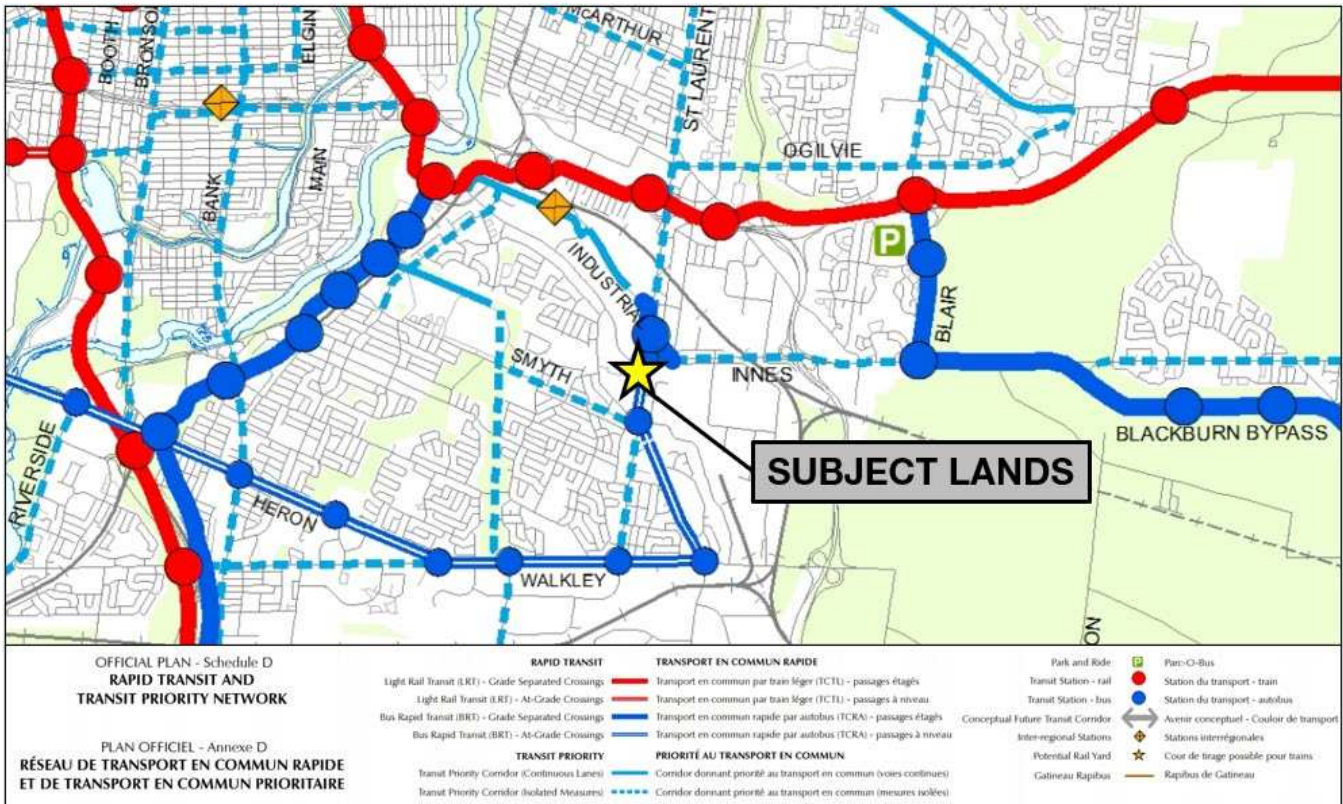 BOOTH
BRONSO
ELGIN
McARTHUR
ST LAURENT
OGILVIE
MAIN
BANK
INDUSTRIAL
BLAIR
SMYTH
INNES
BLACKBURN BYPASS
SUBJECT LANDS
RIVERSIDE
HERON
WALKLEY
ON
OFFICIAL PLAN - Schedule D
RAPID TRANSIT AND
TRANSIT PRIORITY NETWORK
PLAN OFFICIEL - Annexe D
RÉSEAU DE TRANSPORT EN COMMUN RAPIDE
ET DE TRANSPORT EN COMMUN PRIORITAIRE
RAPID TRANSIT TRANSPORT EN COMMUN RAPIDE
Light Rail Transit (LRT) - Grade Separated Crossings Transport en commun par train léger (TCTL) - passages étagés
Light Rail Transit (LRT) - At-Grade Crossings Transport en commun par train léger (TCTL) - passages à niveau
Bus Rapid Transit (BRT) - Grade Separated Crossings Transport en commun rapide par autobus (TCRA) - passages étagés
Bus Rapid Transit (BRT) - At-Grade Crossings Transport en commun rapide par autobus (TCRA) - passages à niveau
TRANSIT PRIORITY PRIORITÉ AU TRANSPORT EN COMMUN
Transit Priority Corridor (Continuous Lanes) Corridor donnant priorité au transport en commun (voies continues)
Transit Priority Corridor (Isolated Measures) Corridor donnant priorité au transport en commun (mesures isolées)
Park and Ride P Parc-O-Bus
Transit Station - rail Station du transport - train
Transit Station - bus Station du transport - autobus
Conceptual Future Transit Corridor Avenir conceptuel - Couloir de transport
Inter-regional Stations Stations interrégionales
Potential Rail Yard Cour de tirage possible pour trains
Gatineau Rapibus Rapibus de Gatineau
P